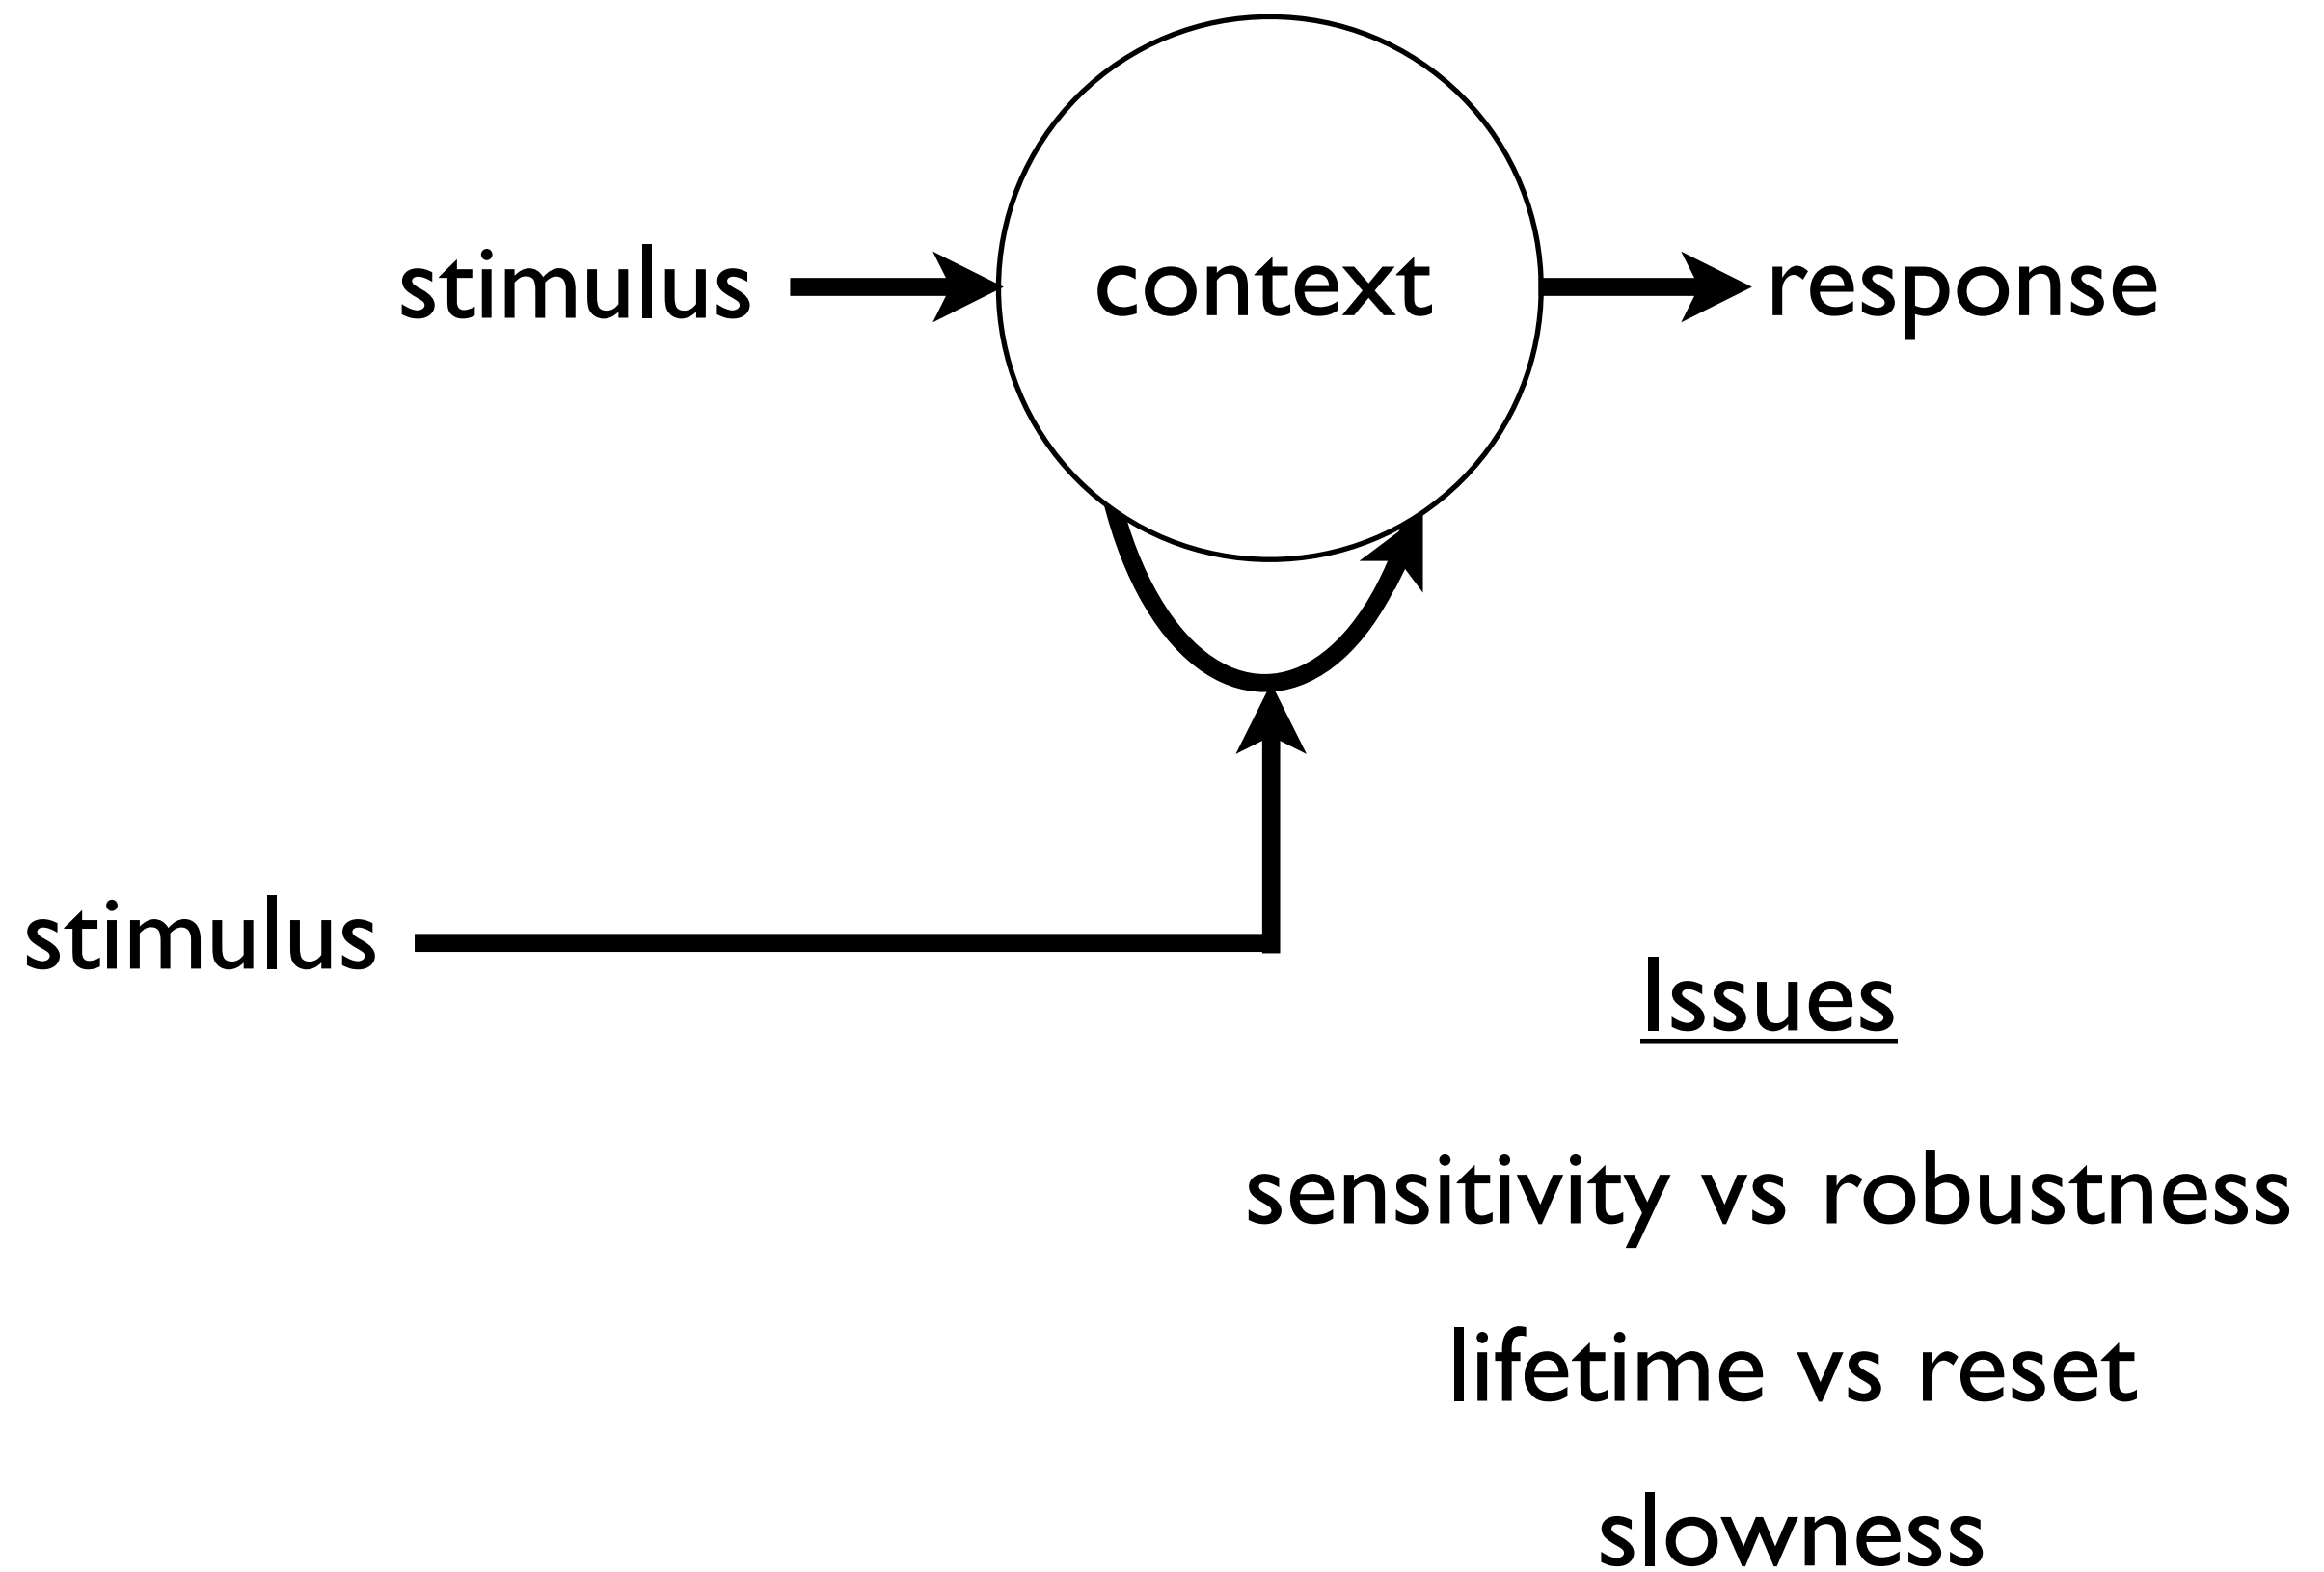 stimulus
context
response
stimulus
Issues
sensitivity vs robustness
lifetime vs reset
slowness